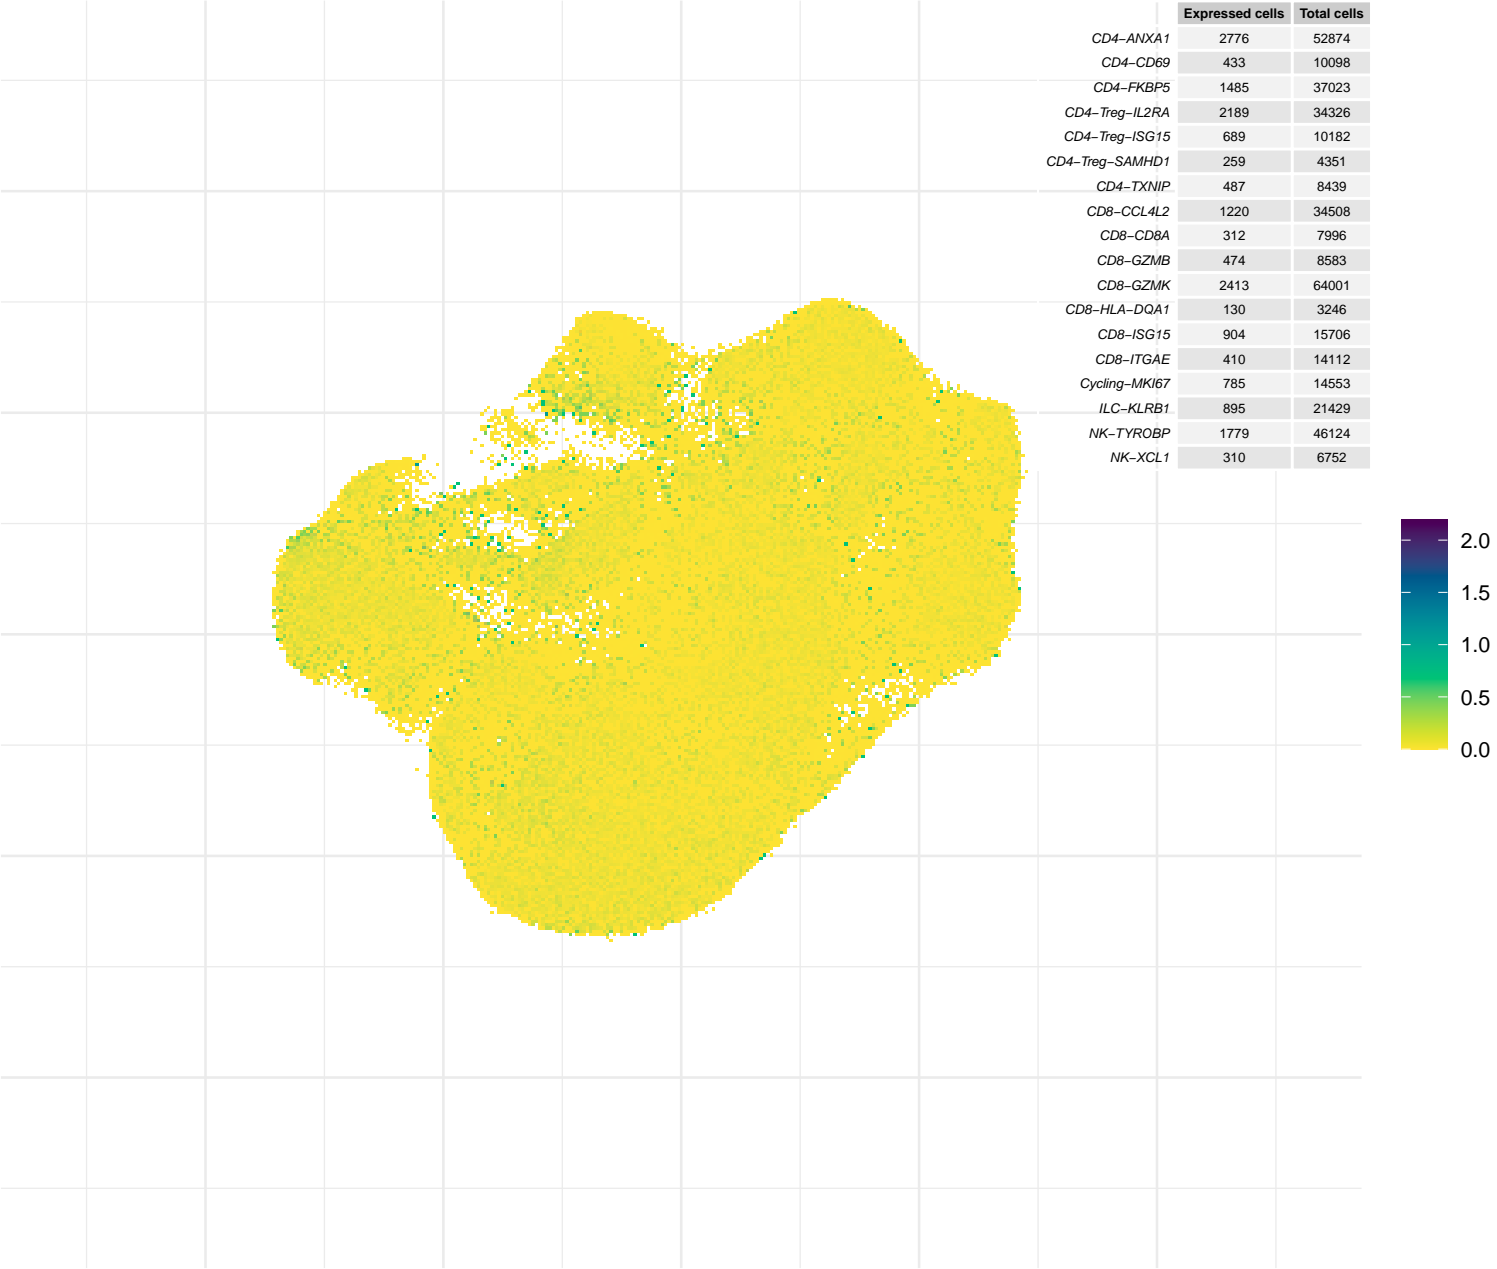 Expressed cells Total cells
CD4−ANXA1 2776 52874
CD4−CD69 433 10098
CD4−FKBP5 1485 37023
CD4−Treg−IL2RA 2189 34326
CD4−Treg−ISG15 689 10182
CD4−Treg−SAMHD1 259 4351
CD4−TXNIP 487 8439
CD8−CCL4L2 1220 34508
CD8−CD8A 312 7996
CD8−GZMB 474 8583
CD8−GZMK 2413 64001
CD8−HLA−DQA1 130 3246
CD8−ISG15 904 15706
CD8−ITGAE 410 14112
Cycling−MKI67 785 14553
ILC−KLRB1 895 21429
NK−TYROBP 1779 46124
NK−XCL1 310 6752
2.0
1.5
1.0
0.5
0.0